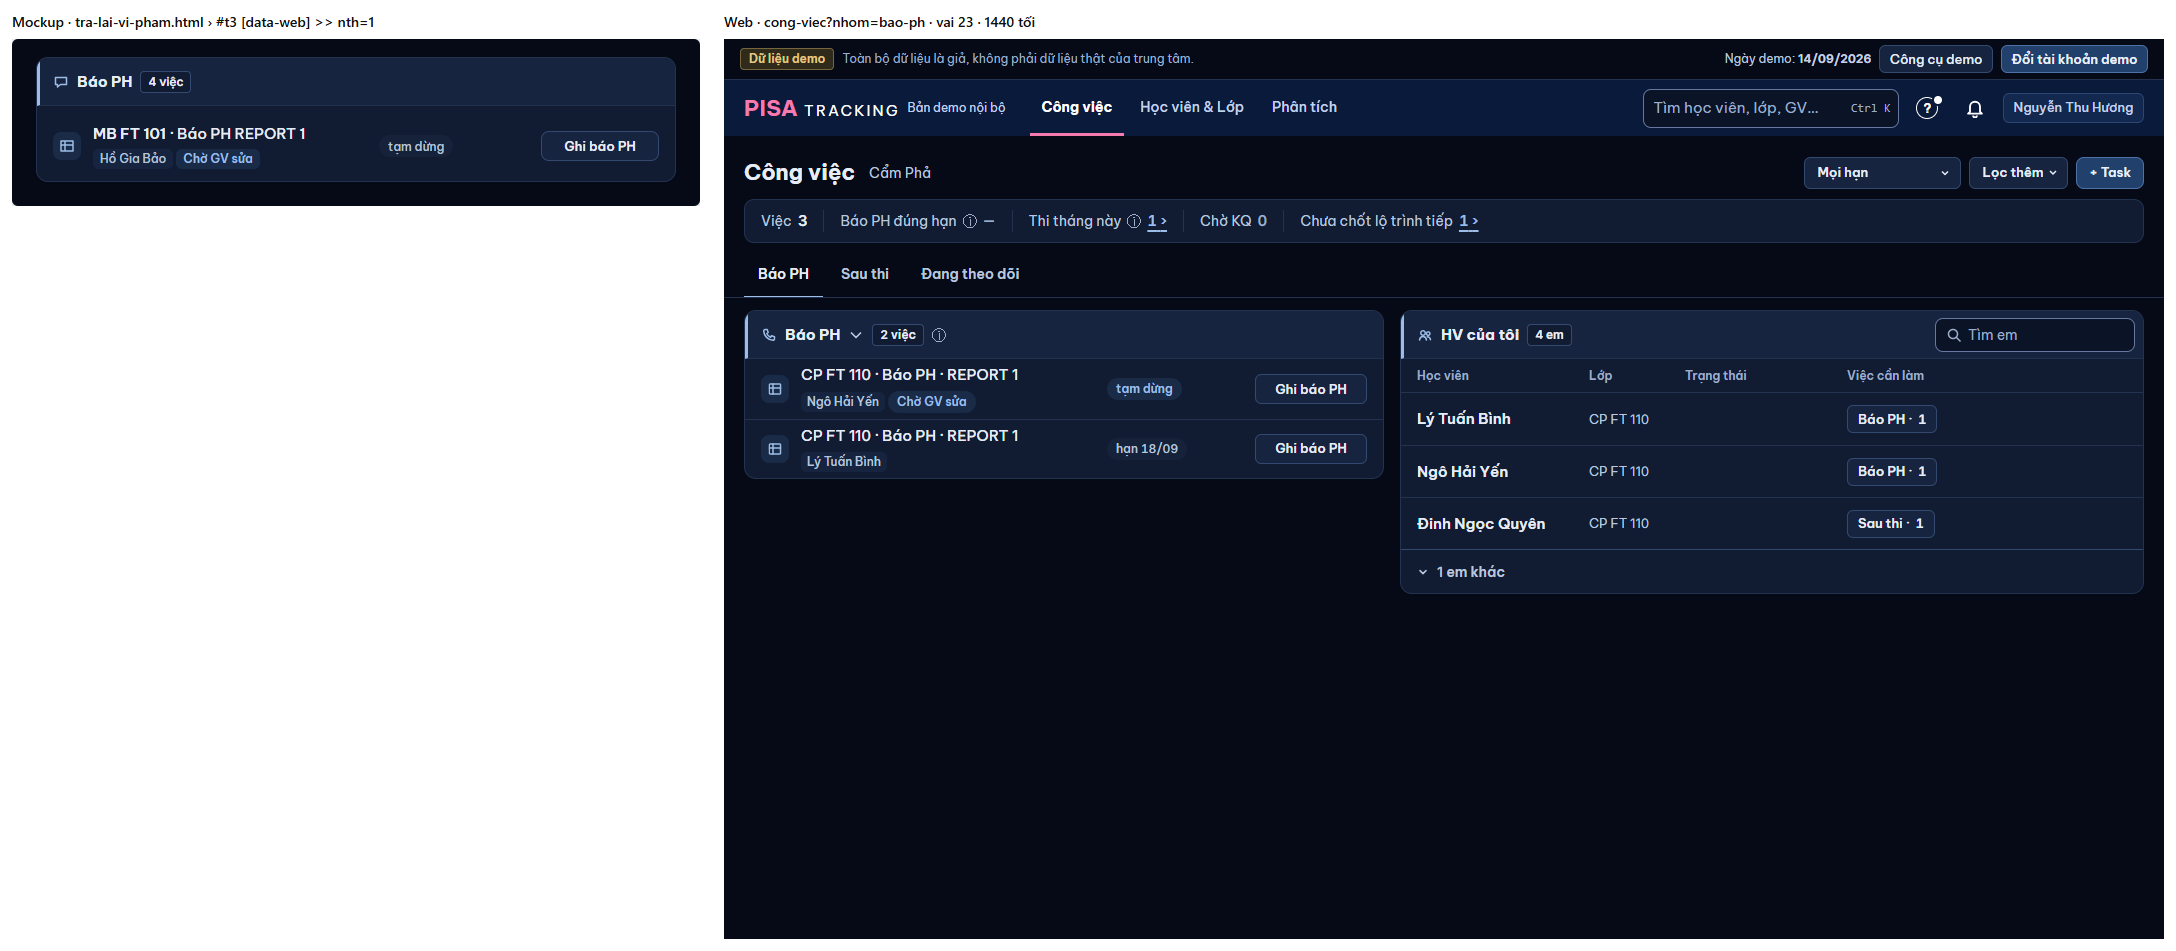 Mockup · tra-lai-vi-pham.html › #t3 [data-web] >> nth=1
Báo PH 4 việc
MB FT 101 · Báo PH REPORT 1
Hồ Gia Bảo Chờ GV sửa
tạm dừng
Ghi báo PH
Web · cong-viec?nhom=bao-ph · vai 23 · 1440 tối
Dữ liệu demo Toàn bộ dữ liệu là giả, không phải dữ liệu thật của trung tâm.
Ngày demo: 14/09/2026 Công cụ demo Đổi tài khoản demo
PISA TRACKING Bản demo nội bộ Công việc Học viên & Lớp Phân tích
Tìm học viên, lớp, GV... Ctrl K ? Nguyễn Thu Hương
Công việc Cẩm Phả
Mọi hạn Lọc thêm + Task
Việc 3 Báo PH đúng hạn — Thi tháng này 1 > Chờ KQ 0 Chưa chốt lộ trình tiếp 1 >
Báo PH Sau thi Đang theo dõi
Báo PH 2 việc
CP FT 110 · Báo PH · REPORT 1
Ngô Hải Yến Chờ GV sửa
tạm dừng
Ghi báo PH
CP FT 110 · Báo PH · REPORT 1
Lý Tuấn Bình
hạn 18/09
Ghi báo PH
HV của tôi 4 em
Tìm em
Học viên Lớp Trạng thái Việc cần làm
Lý Tuấn Bình CP FT 110 Báo PH · 1
Ngô Hải Yến CP FT 110 Báo PH · 1
Đinh Ngọc Quyên CP FT 110 Sau thi · 1
1 em khác